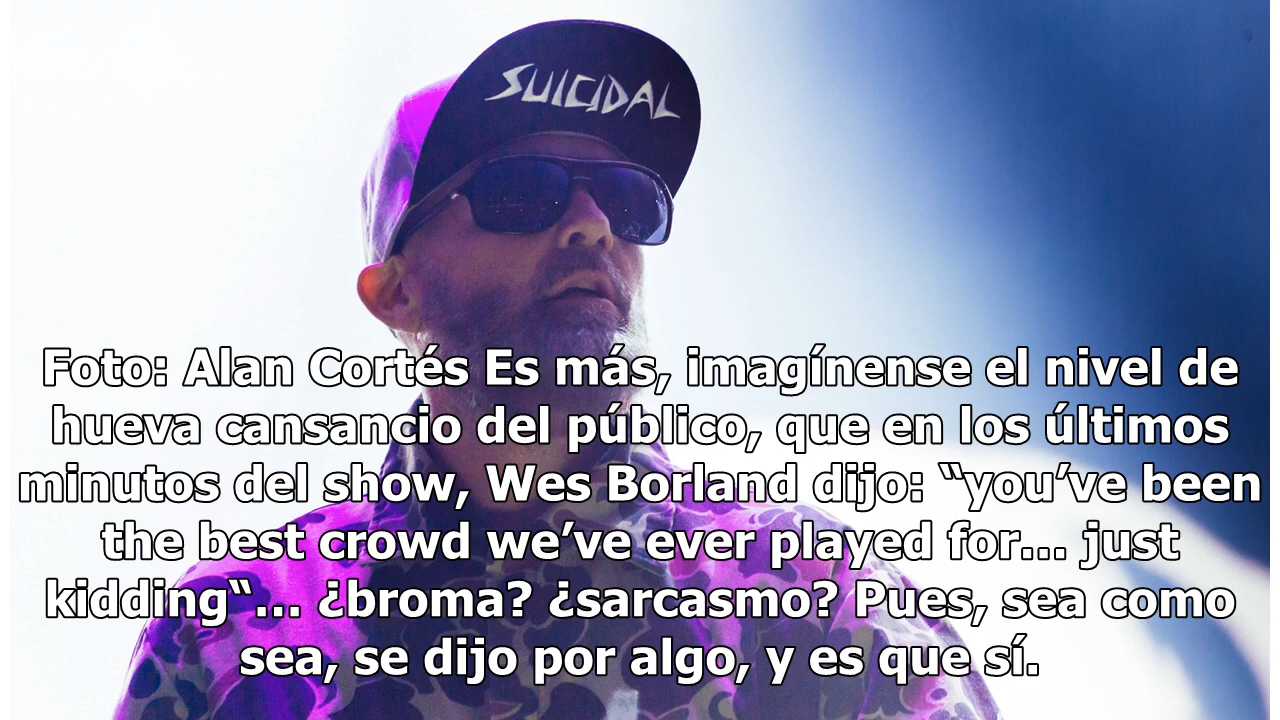 SUICIDAL
Foto: Alan Cortés Es más, imagínense el nivel de
hueva cansancio del público, que en los últimos
minutos del show, Wes Borland dijo: “you’ve been
the best crowd we’ve ever played for... just
kidding“... ¿broma? ¿sarcasmo? Pues, sea como
sea, se dijo por algo, y es que sí.